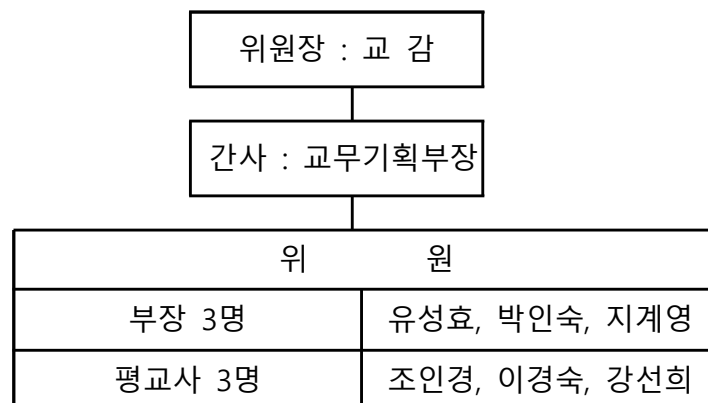 위원장 : 교 감
간사 : 교무기획부장
위 원
부장 3명 유성효, 박인숙, 지계영
평교사 3명 조인경, 이경숙, 강선희